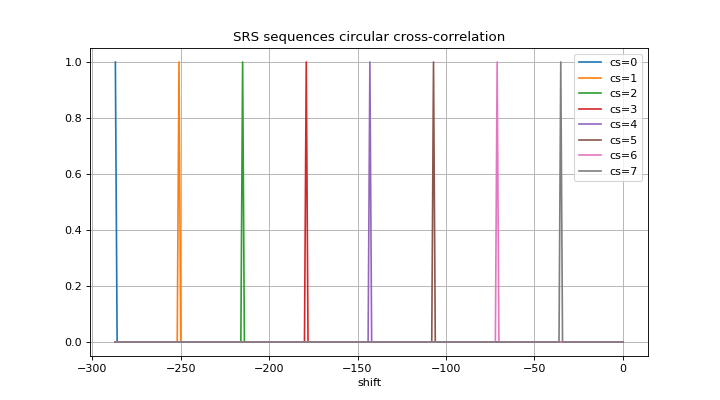 SRS sequences circular cross-correlation
1.0
0.8
0.6
0.4
0.2
0.0
cs=0
cs=1
cs=2
cs=3
cs=4
cs=5
cs=6
cs=7
−300 −250 −200 −150 −100 −50 0
shift